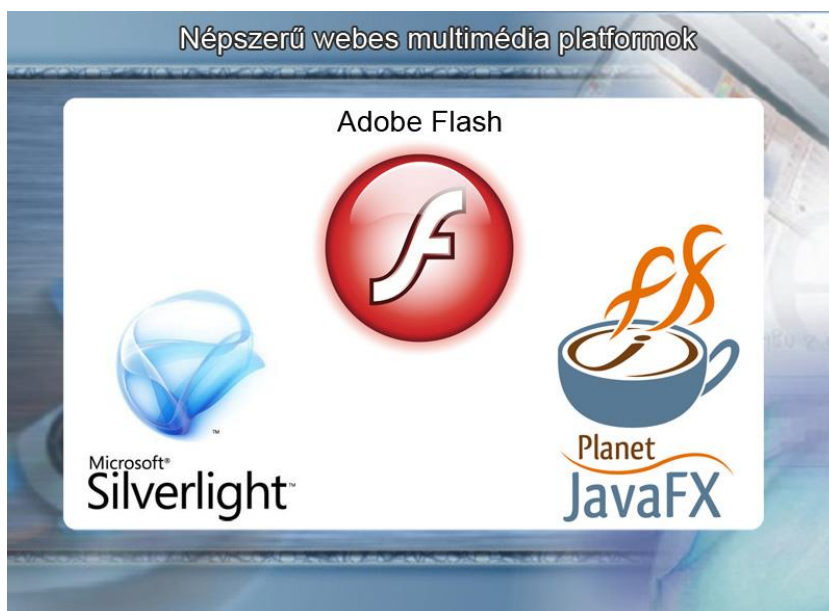 Népszerű webes multimédia platformok
Adobe Flash
Microsoft®
Silverlight™
Planet
JavaFX